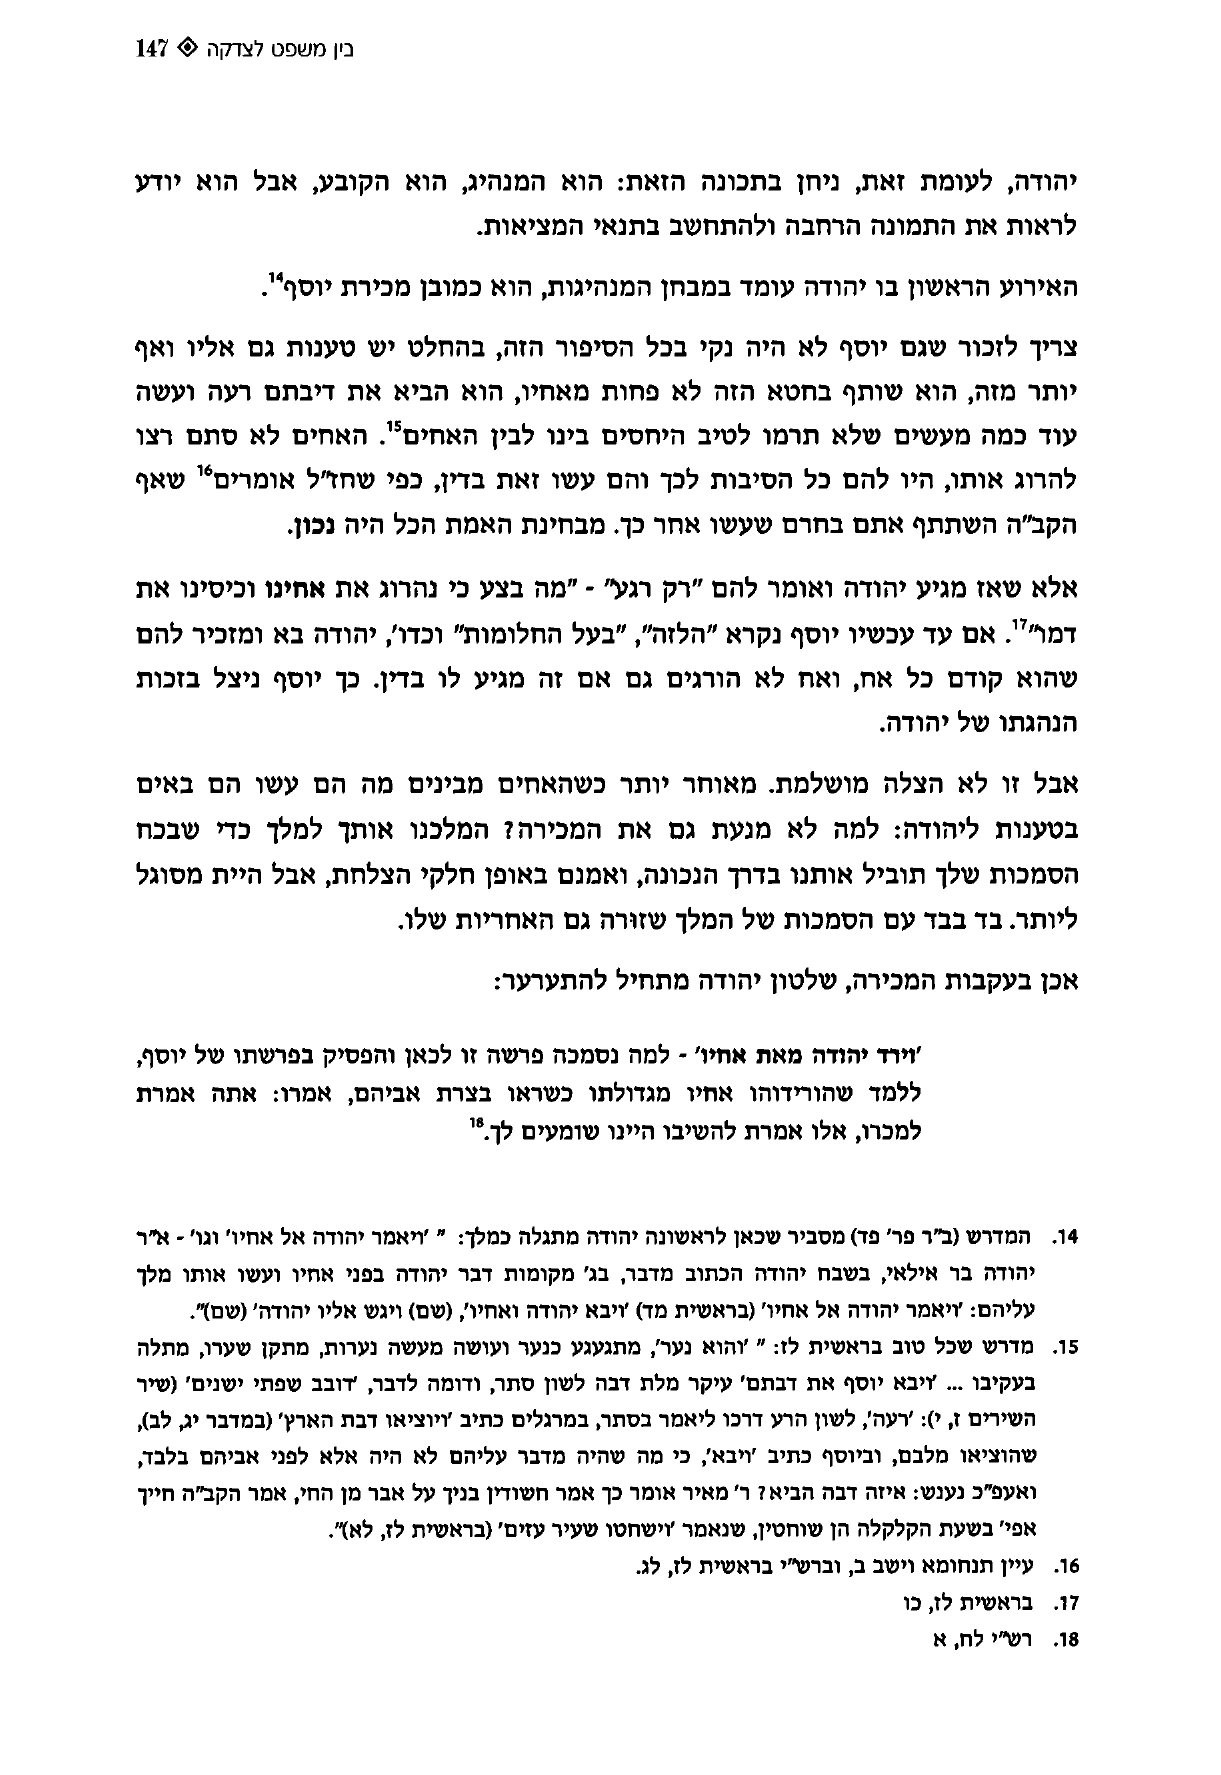 בין משפט לצדקה ◈ 147
יהודה, לעומת זאת, ניחן בתכונה הזאת: הוא המנהיג, הוא הקובע, אבל הוא יודע
לראות את התמונה הרחבה ולהתחשב בתנאי המציאות.
האירוע הראשון בו יהודה עומד במבחן המנהיגות, הוא כמובן מכירת יוסף14.
צריך לזכור שגם יוסף לא היה נקי בכל הסיפור הזה, בהחלט יש טענות גם אליו ואף
יותר מזה, הוא שותף בחטא הזה לא פחות מאחיו, הוא הביא את דיבתם רעה ועשה
עוד כמה מעשים שלא תרמו לטיב היחסים בינו לבין האחים15. האחים לא סתם רצו
להרוג אותו, היו להם כל הסיבות לכך והם עשו זאת בדין, כפי שחז"ל אומרים16 שאף
הקב"ה השתתף אתם בחרם שעשו אחר כך. מבחינת האמת הכל היה נכון.
אלא שאז מגיע יהודה ואומר להם "רק רגע" - "מה בצע כי נהרוג את אחינו וכיסינו את
דמו"17. אם עד עכשיו יוסף נקרא "הלזה", "בעל החלומות" וכדו', יהודה בא ומזכיר להם
שהוא קודם כל אח, ואח לא הורגים גם אם זה מגיע לו בדין. כך יוסף ניצל בזכות
הנהגתו של יהודה.
אבל זו לא הצלה מושלמת. מאוחר יותר כשהאחים מבינים מה הם עשו הם באים
בטענות ליהודה: למה לא מנעת גם את המכירה? המלכנו אותך למלך כדי שבכח
הסמכות שלך תוביל אותנו בדרך הנכונה, ואמנם באופן חלקי הצלחת, אבל היית מסוגל
ליותר. בד בבד עם הסמכות של המלך שזורה גם האחריות שלו.
אכן בעקבות המכירה, שלטון יהודה מתחיל להתערער:
'וירד יהודה מאת אחיו' - למה נסמכה פרשה זו לכאן והפסיק בפרשתו של יוסף,
ללמד שהורידוהו אחיו מגדולתו כשראו בצרת אביהם, אמרו: אתה אמרת
למכרו, אלו אמרת להשיבו היינו שומעים לך.18
14. המדרש (ב"ר פר' פד) מסביר שכאן לראשונה יהודה מתגלה כמלך: " 'ויאמר יהודה אל אחיו' וגו' - א"ר
יהודה בר אילאי, בשבח יהודה הכתוב מדבר, בג' מקומות דבר יהודה בפני אחיו ועשו אותו מלך
עליהם: 'ויאמר יהודה אל אחיו' (בראשית מד) 'ויבא יהודה ואחיו', (שם) ויגש אליו יהודה' (שם)".
15. מדרש שכל טוב בראשית לז: " 'והוא נער', מתגעגע כנער ועושה מעשה נערות, מתקן שערו, מתלה
בעקיבו ... 'ויבא יוסף את דבתם' עיקר מלת דבה לשון סתר, ודומה לדבר, 'דובב שפתי ישנים' (שיר
השירים ז, י): 'רעה', לשון הרע דרכו ליאמר בסתר, במרגלים כתיב 'ויוציאו דבת הארץ' (במדבר יג, לב),
שהוציאו מלבם, וביוסף כתיב 'ויבא', כי מה שהיה מדבר עליהם לא היה אלא לפני אביהם בלבד,
ואעפ"כ נענש: איזה דבה הביא? ר' מאיר אומר כך אמר חשודין בניך על אבר מן החי, אמר הקב"ה חייך
אפי' בשעת הקלקלה הן שוחטין, שנאמר 'וישחטו שעיר עזים' (בראשית לז, לא)".
16. עיין תנחומא וישב ב, וברש"י בראשית לז, לג.
17. בראשית לז, כו
18. רש"י לח, א